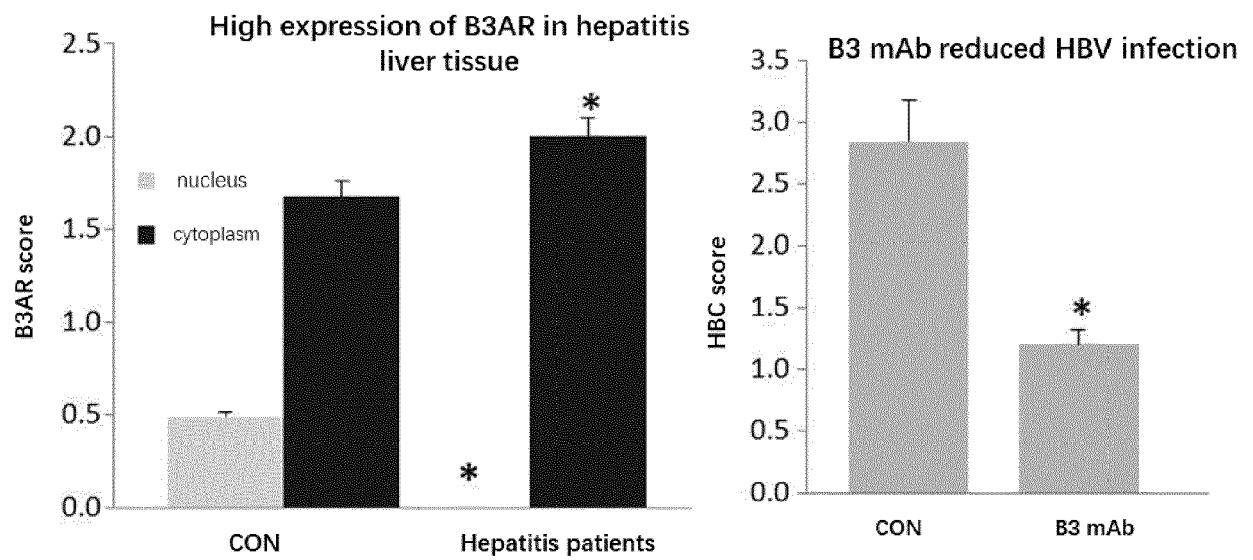 High expression of B3AR in hepatitis
liver tissue
2.5
2.0
1.5
1.0
0.5
0.0
B3AR score
nucleus
cytoplasm
*
*
CON
Hepatitis patients
B3 mAb reduced HBV infection
3.5
3.0
2.5
2.0
1.5
1.0
0.5
0.0
HBC score
*
CON
B3 mAb